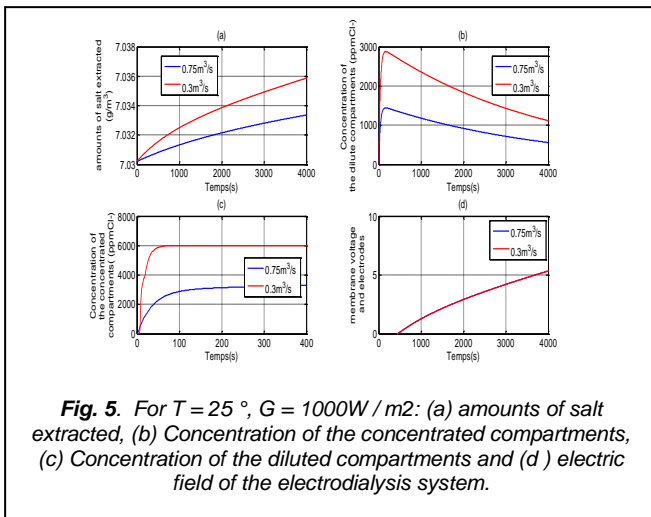 (a)
7.038
7.036
7.034
7.032
7.03
0 1000 2000 3000 4000
Temps(s)
amounts of salt extracted
(g/m³)
0.75m³/s
0.3m³/s
(b)
3000
2000
1000
0
0 1000 2000 3000 4000
Temps(s)
Concentration of
the dilute compartments (ppmCl-)
0.75m³/s
0.3m³/s
(c)
8000
6000
4000
2000
0
0 100 200 300 400
Temps(s)
Concentration of
the concentrated
compartments ( ppmCl-)
0.75m³/s
0.3m³/s
(d)
10
5
0
0 1000 2000 3000 4000
Temps(s)
membrane voltage
and electrodes
0.75m³/s
0.3m³/s
Fig. 5. For T = 25 °, G = 1000W / m2: (a) amounts of salt
extracted, (b) Concentration of the concentrated compartments,
(c) Concentration of the diluted compartments and (d ) electric
field of the electrodialysis system.